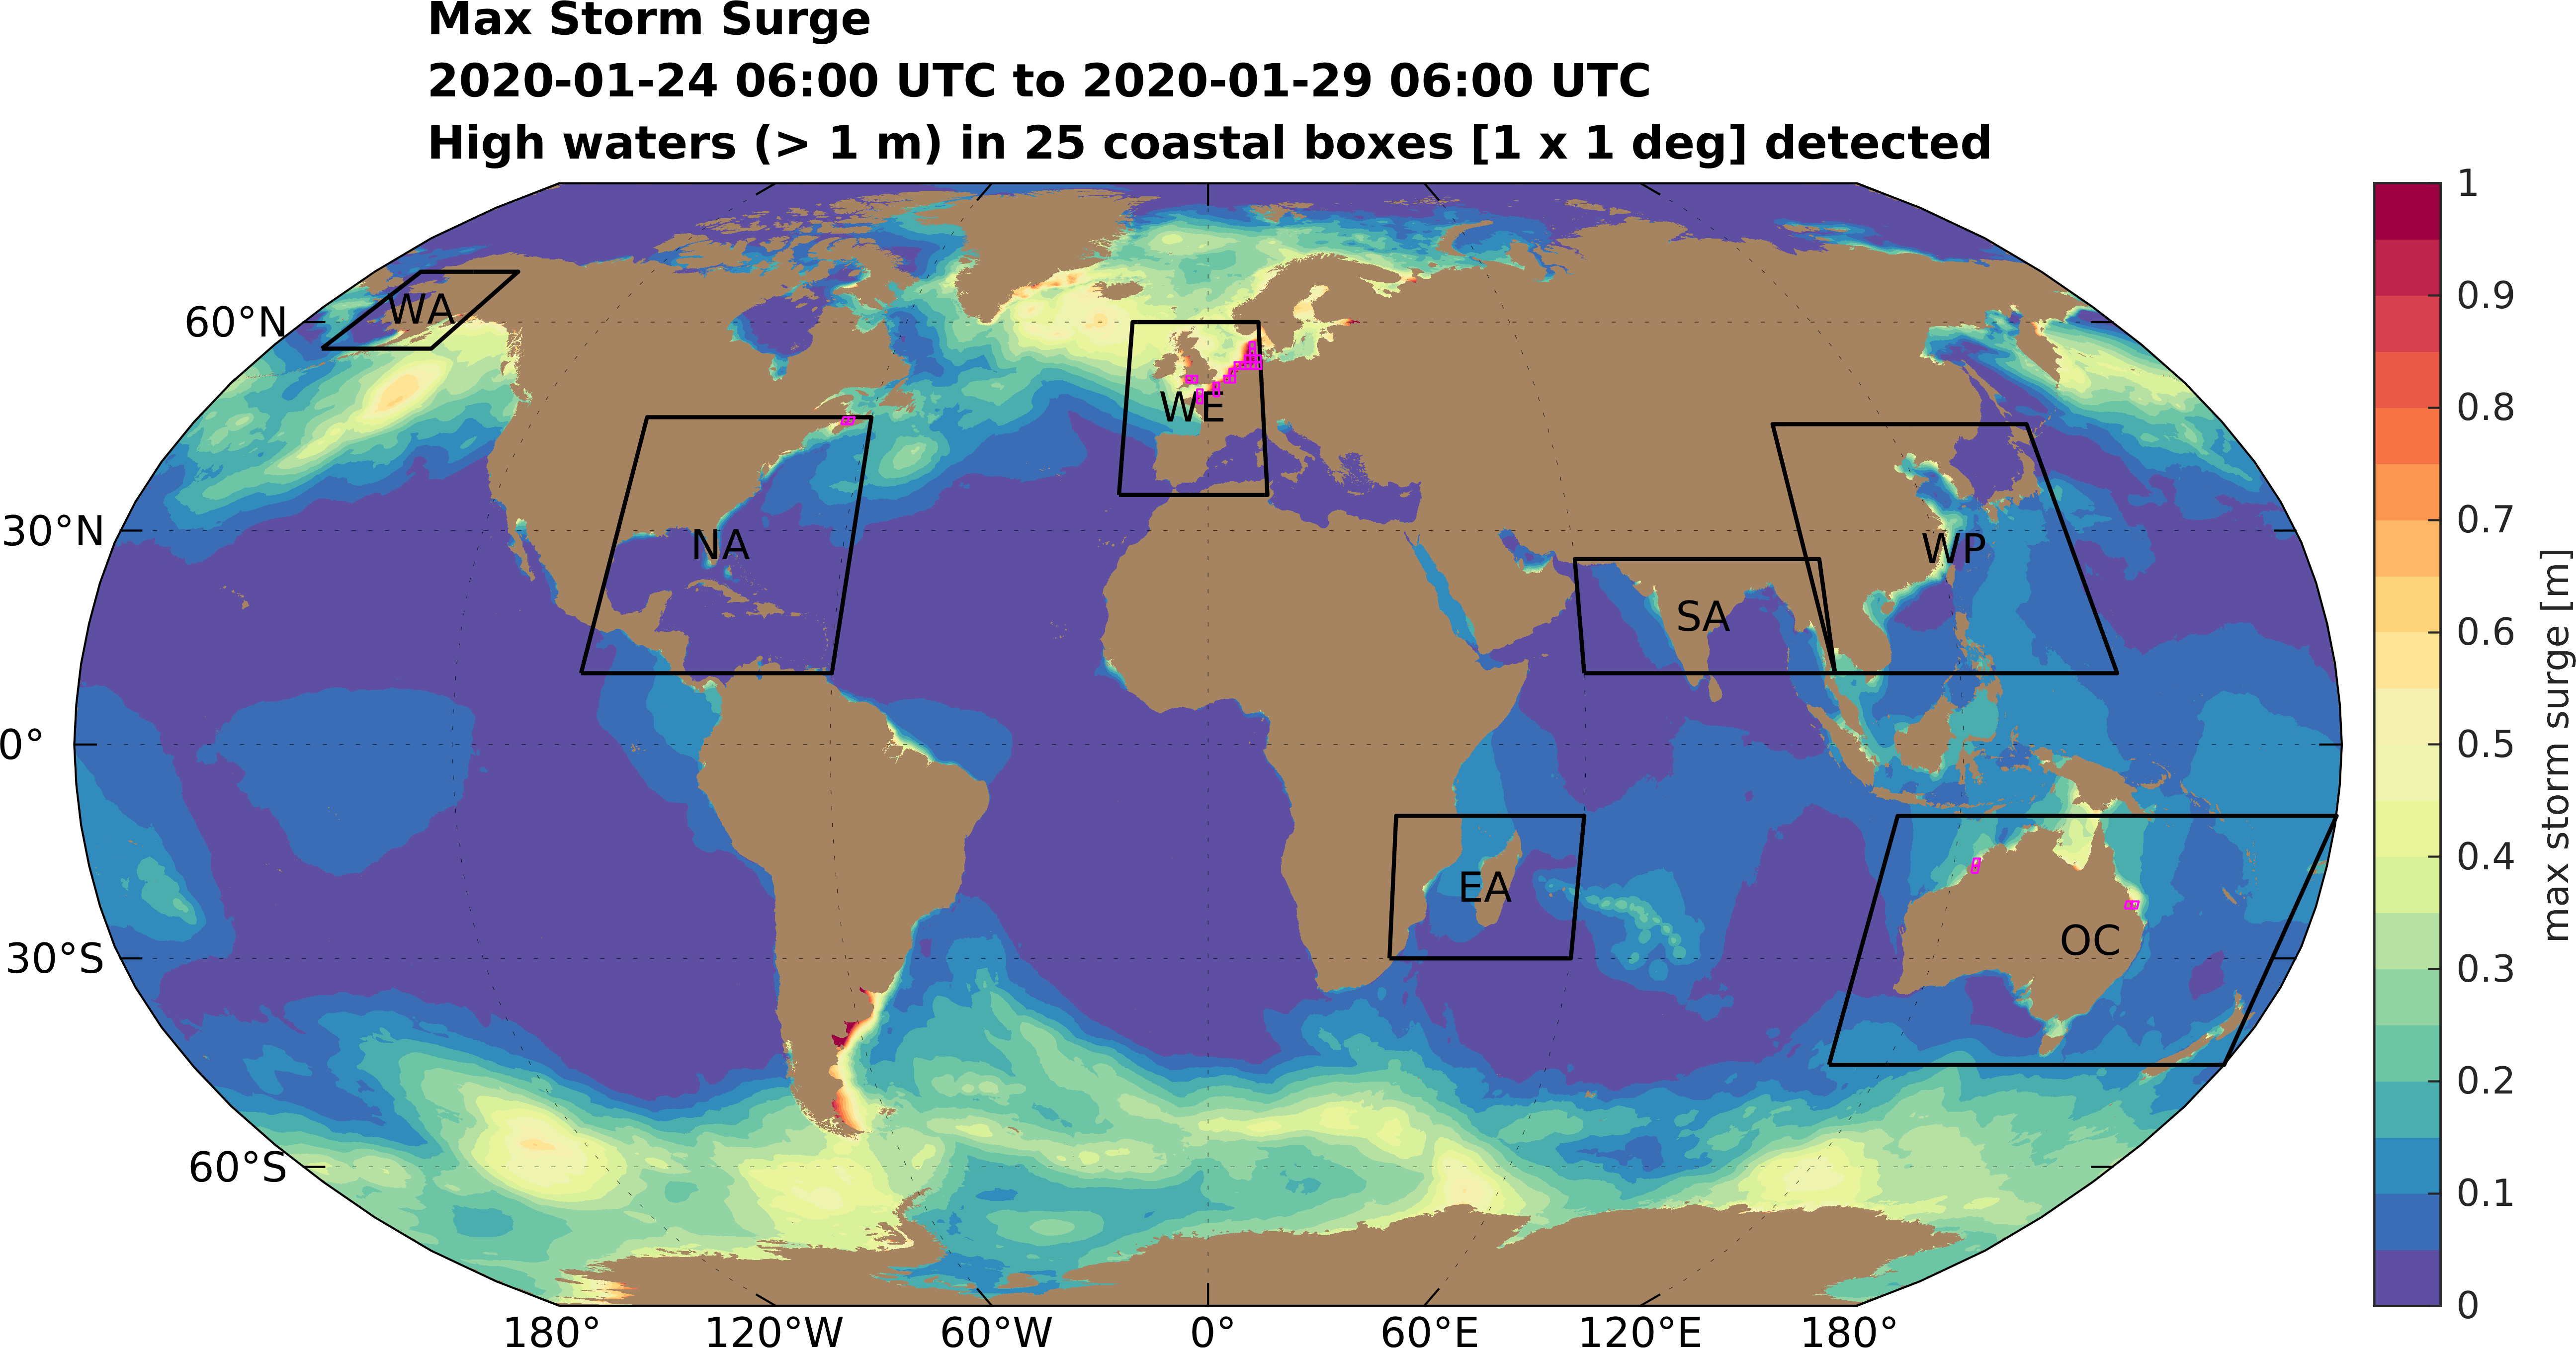 Max Storm Surge
2020-01-24 06:00 UTC to 2020-01-29 06:00 UTC
High waters (> 1 m) in 25 coastal boxes [1 x 1 deg] detected
60°N
30°N
0°
30°S
60°S
WA
NA
WE
SA
WP
EA
OC
180°
120°W
60°W
0°
60°E
120°E
180°
1
0.9
0.8
0.7
0.6
0.5
0.4
0.3
0.2
0.1
0
max storm surge [m]